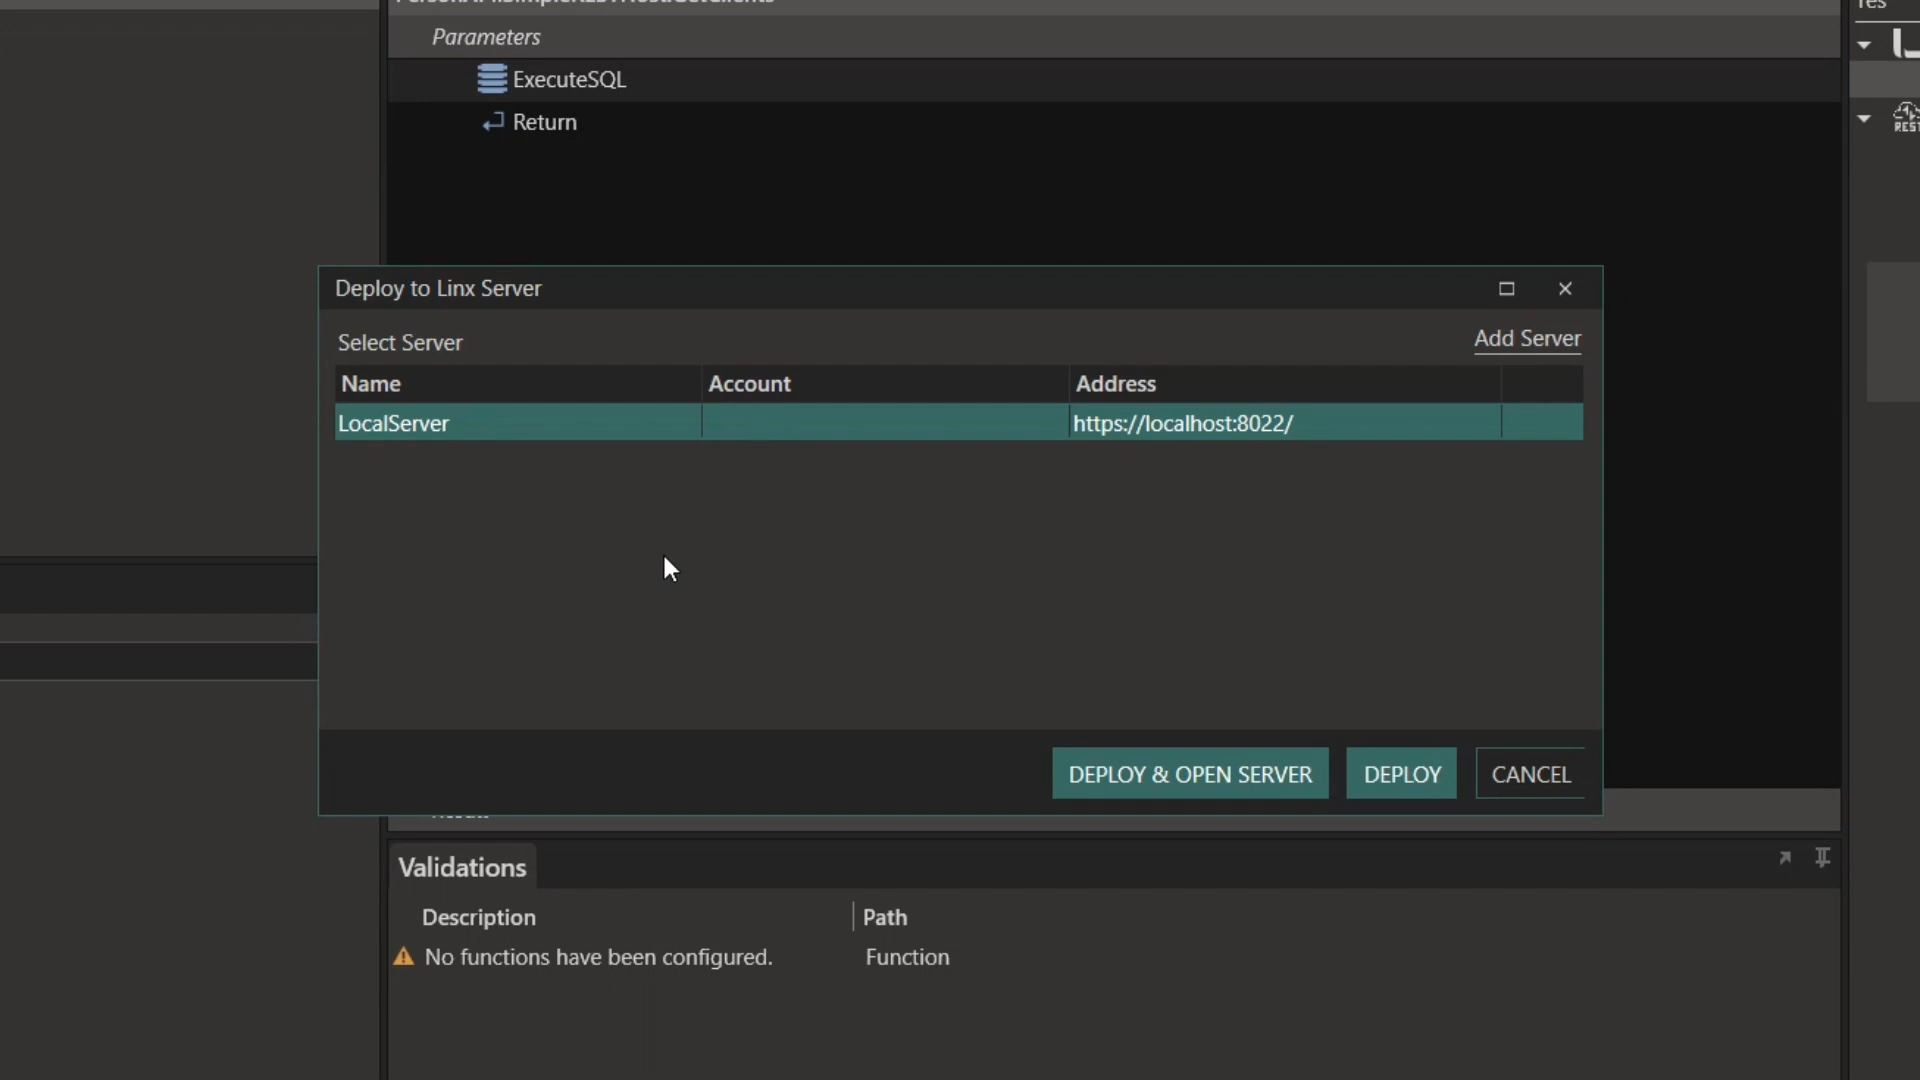 Parameters
ExecuteSQL
Return
REST
Deploy to Linx Server
Select Server
Add Server
Name Account Address
LocalServer https://localhost:8022/
DEPLOY & OPEN SERVER DEPLOY CANCEL
Validations
Description Path
No functions have been configured. Function